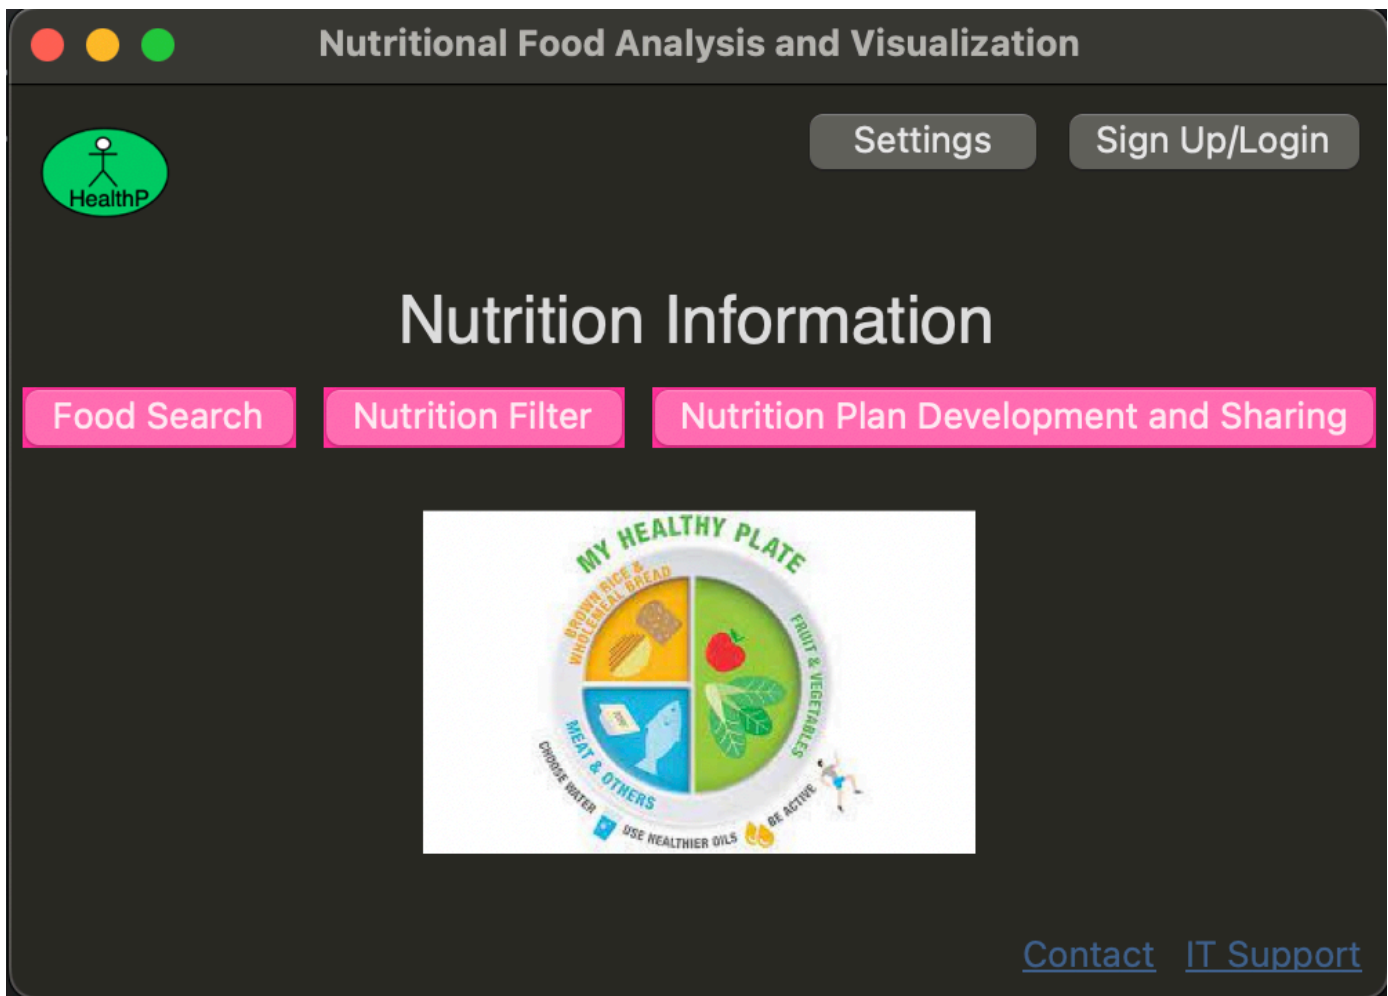 Nutritional Food Analysis and Visualization
Settings
Sign Up/Login
HealthP
Nutrition Information
Food Search
Nutrition Filter
Nutrition Plan Development and Sharing
MY HEALTHY PLATE
BROWN RICE &
WHOLEMEAL BREAD
FRUIT & VEGETABLES
MEAT & OTHERS
CHOOSE WATER
USE HEALTHIER OILS
BE ACTIVE
Contact
IT Support